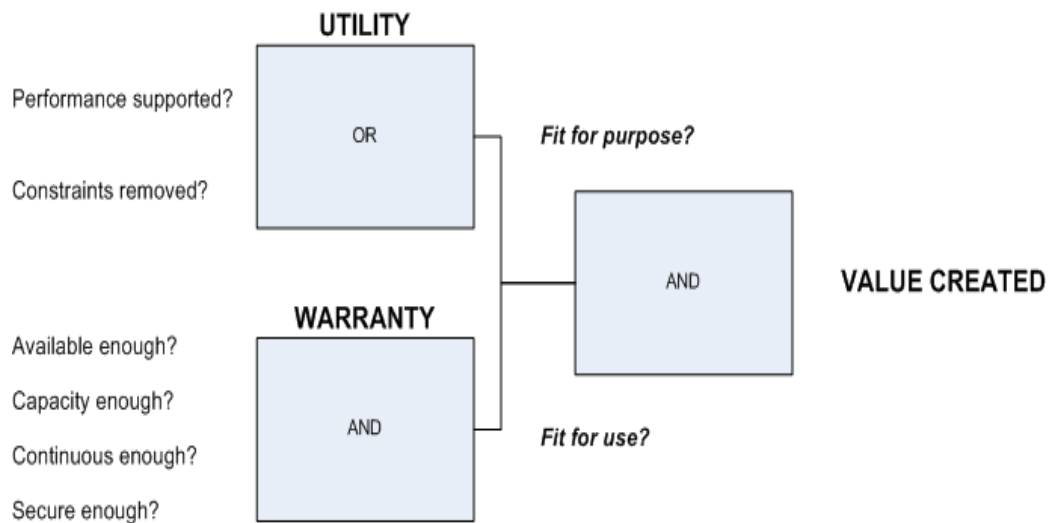 UTILITY
Performance supported?
OR
Fit for purpose?
Constraints removed?
AND
VALUE CREATED
WARRANTY
Available enough?
Capacity enough?
AND
Fit for use?
Continuous enough?
Secure enough?